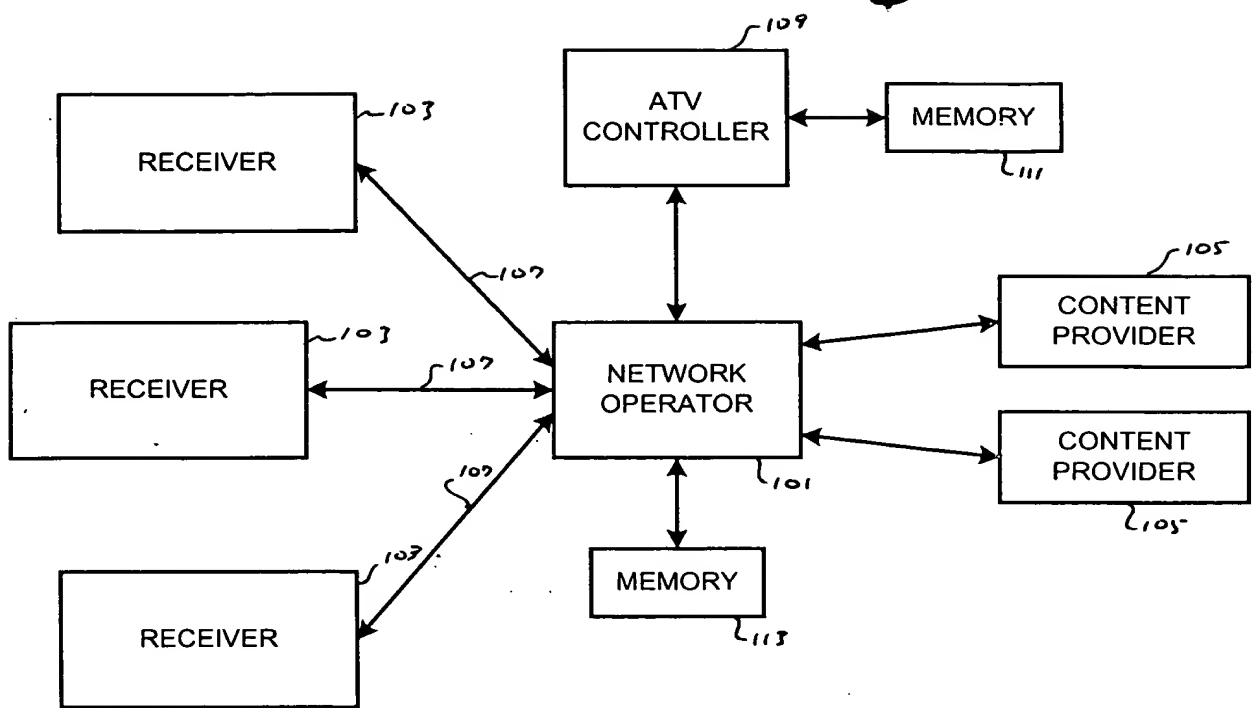 109
ATV
CONTROLLER
MEMORY
111
103
RECEIVER
107
105
CONTENT
PROVIDER
103
RECEIVER
107
NETWORK
OPERATOR
101
CONTENT
PROVIDER
105
107
103
RECEIVER
MEMORY
113